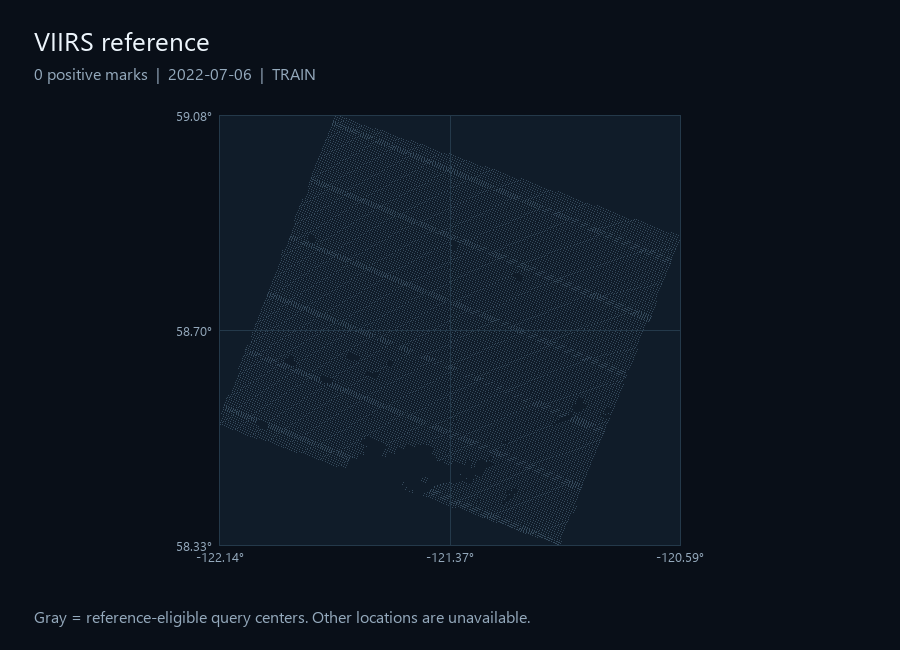 VIIRS reference
0 positive marks | 2022-07-06 | TRAIN
59.08°
58.70°
58.33°
-122.14°
-121.37°
-120.59°
Gray = reference-eligible query centers. Other locations are unavailable.